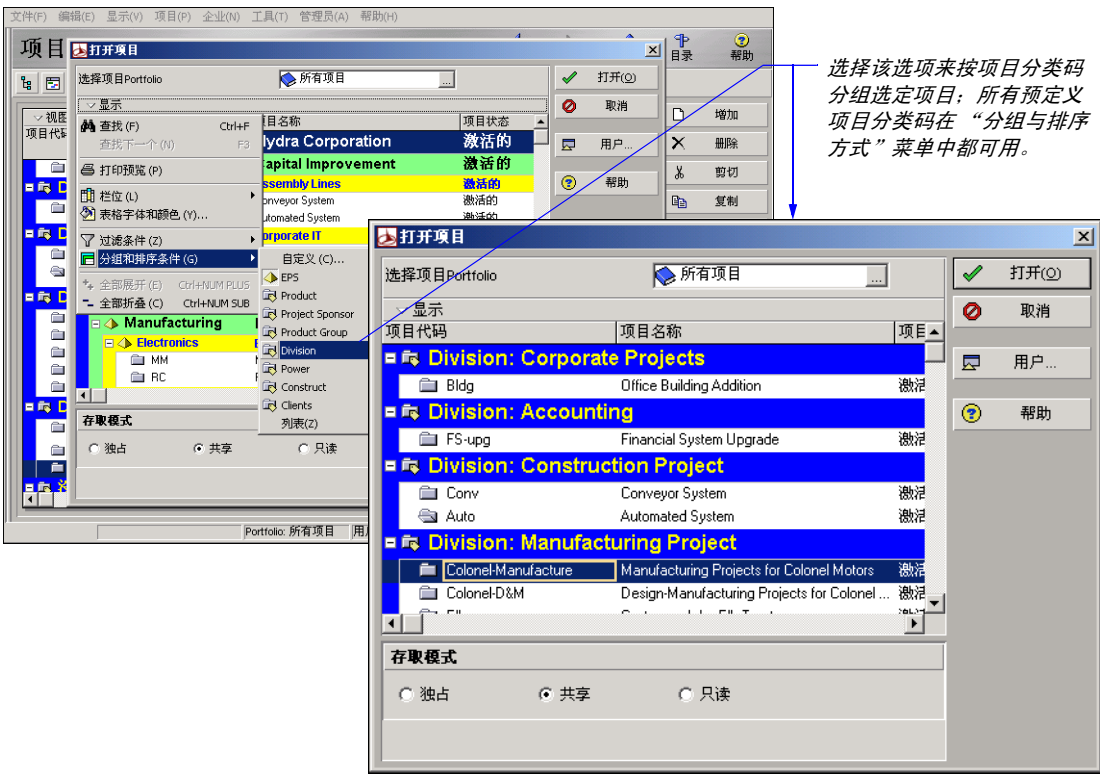 文件(F) 编辑(E) 显示(V) 项目(P) 企业(N) 工具(T) 管理员(A) 帮助(H)
项目
目录
帮助
打开项目
选择项目Portfolio
所有项目
...
打开(O)
取消
用户...
帮助
增加
删除
剪切
复制
显示
项目名称
项目状态
查找 (F) Ctrl+F
查找下一个 (N) F3
打印预览 (P)
栏位 (L)
表格字体和颜色 (Y)...
过滤条件 (Z)
分组和排序条件 (G)
全部展开 (E) Ctrl+NUM PLUS
全部折叠 (C) Ctrl+NUM SUB
ydra Corporation 激活的
apital Improvement 激活的
ssembly Lines 激活的
onveyor System 激活的
utomated System 激活的
orporate IT
自定义 (C)...
EPS
Product
Project Sponsor
Product Group
Division
Power
Construct
Clients
列表(Z)
Manufacturing
Electronics
MM
RC
存取模式
独占
共享
只读
Portfolio: 所有项目
选择该选项来按项目分类码
分组选定项目；所有预定义
项目分类码在 “分组与排序
方式”菜单中都可用。
打开项目
选择项目Portfolio
所有项目
...
显示
项目代码 项目名称 项
Division: Corporate Projects
Bldg Office Building Addition 激活
Division: Accounting
FS-upg Financial System Upgrade 激活
Division: Construction Project
Conv Conveyor System 激活
Auto Automated System 激活
Division: Manufacturing Project
Colonel-Manufacture Manufacturing Projects for Colonel Motors 激活
Colonel-D&M Design-Manufacturing Projects for Colonel ... 激活
存取模式
独占
共享
只读
打开(O)
取消
用户...
帮助